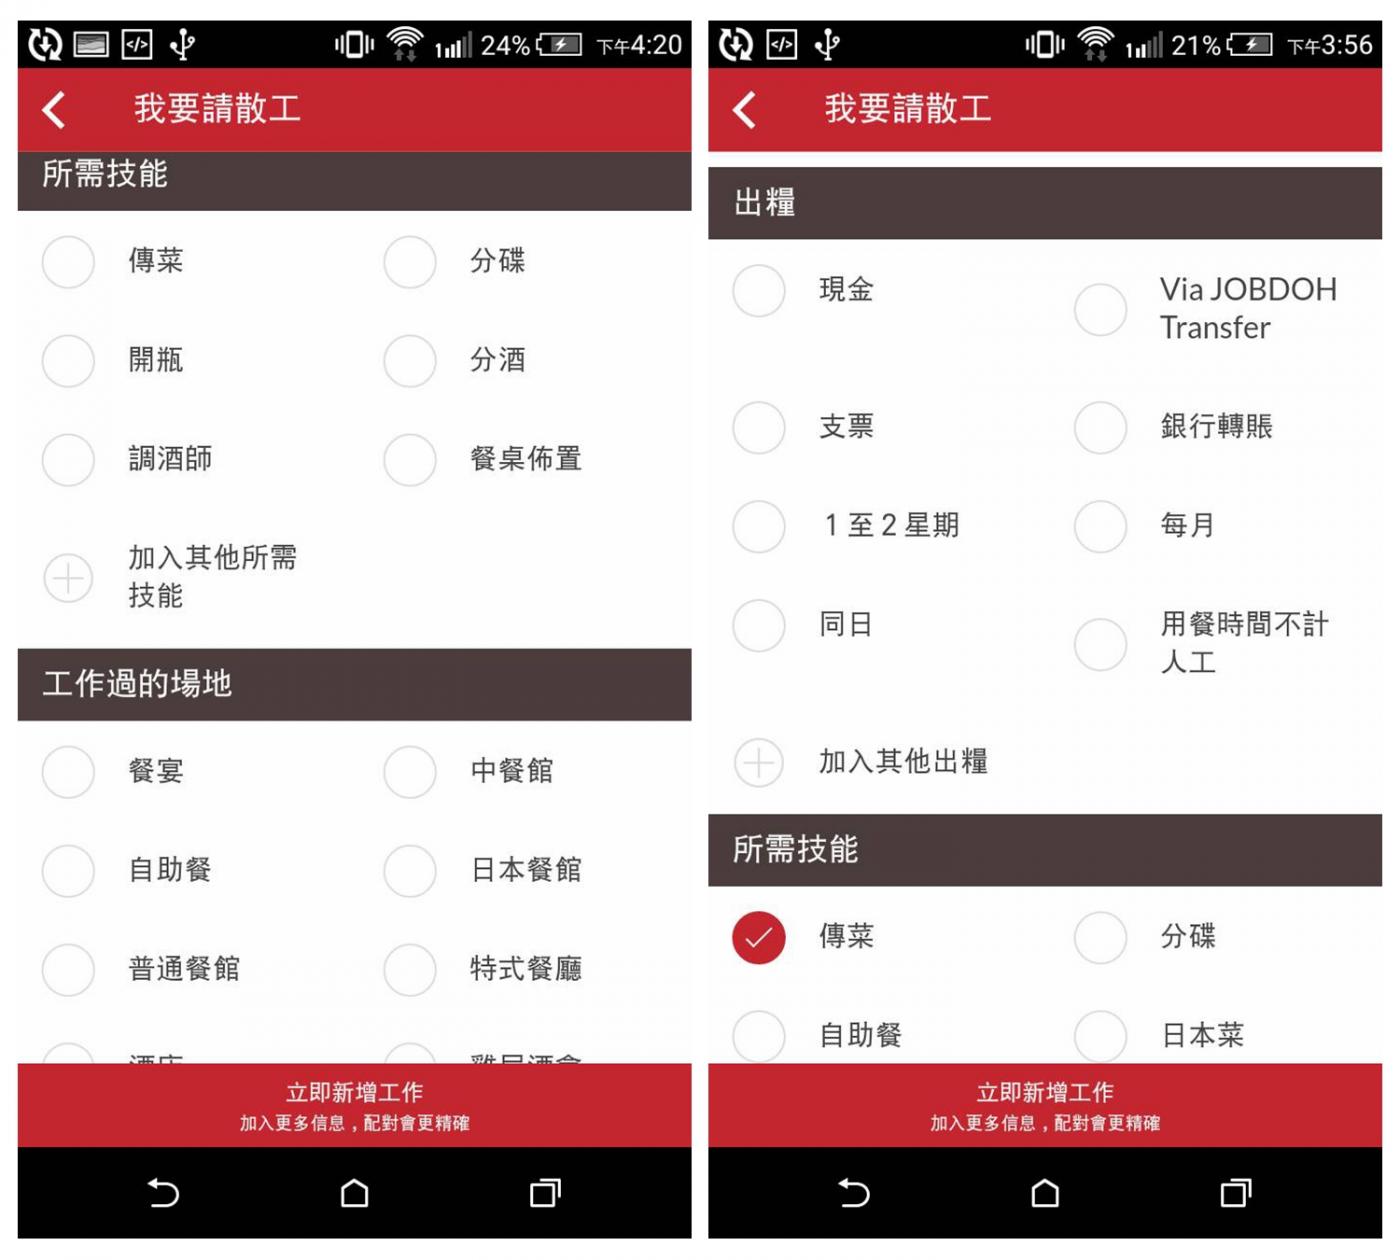 24%
下午4:20
我要請散工
所需技能
傳菜
分碟
開瓶
分酒
調酒師
餐桌佈置
加入其他所需
技能
工作過的場地
餐宴
中餐館
自助餐
日本餐館
普通餐館
特式餐廳
立即新增工作
加入更多信息，配對會更精確
21%
下午3:56
我要請散工
出糧
現金
Via JOBDOH
Transfer
支票
銀行轉賬
1 至 2 星期
每月
同日
用餐時間不計
人工
加入其他出糧
所需技能
傳菜
分碟
自助餐
日本菜
立即新增工作
加入更多信息，配對會更精確